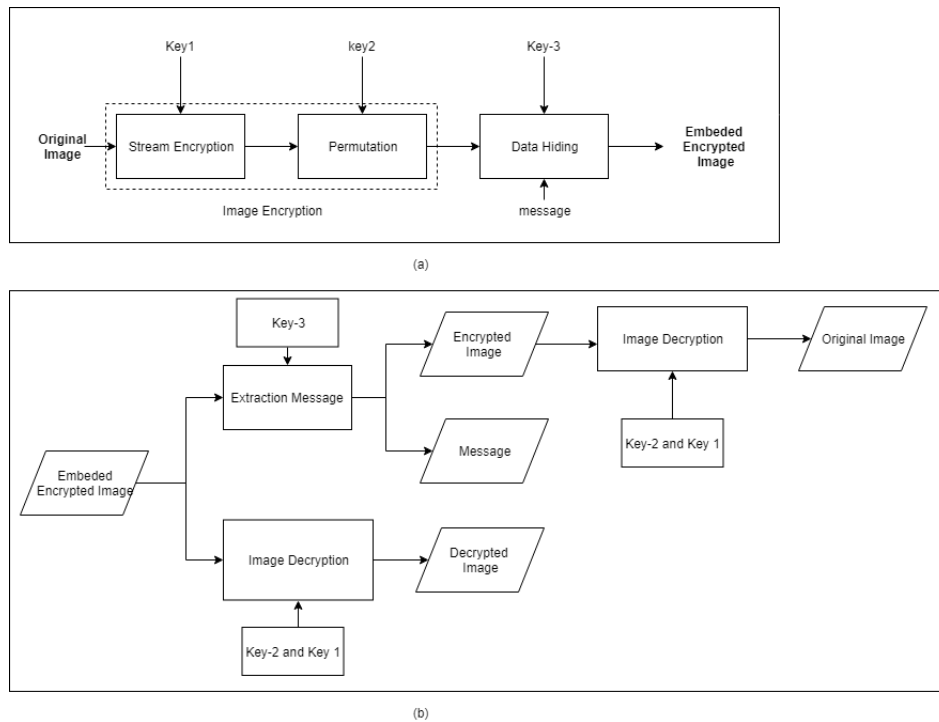 Key1
key2
Key-3
Original
Image
Stream Encryption
Permutation
Data Hiding
Embeded
Encrypted
Image
Image Encryption
message
(a)
Key-3
Encrypted
Image
Image Decryption
Original Image
Extraction Message
Key-2 and Key 1
Message
Embeded
Encrypted Image
Image Decryption
Decrypted
Image
Key-2 and Key 1
(b)